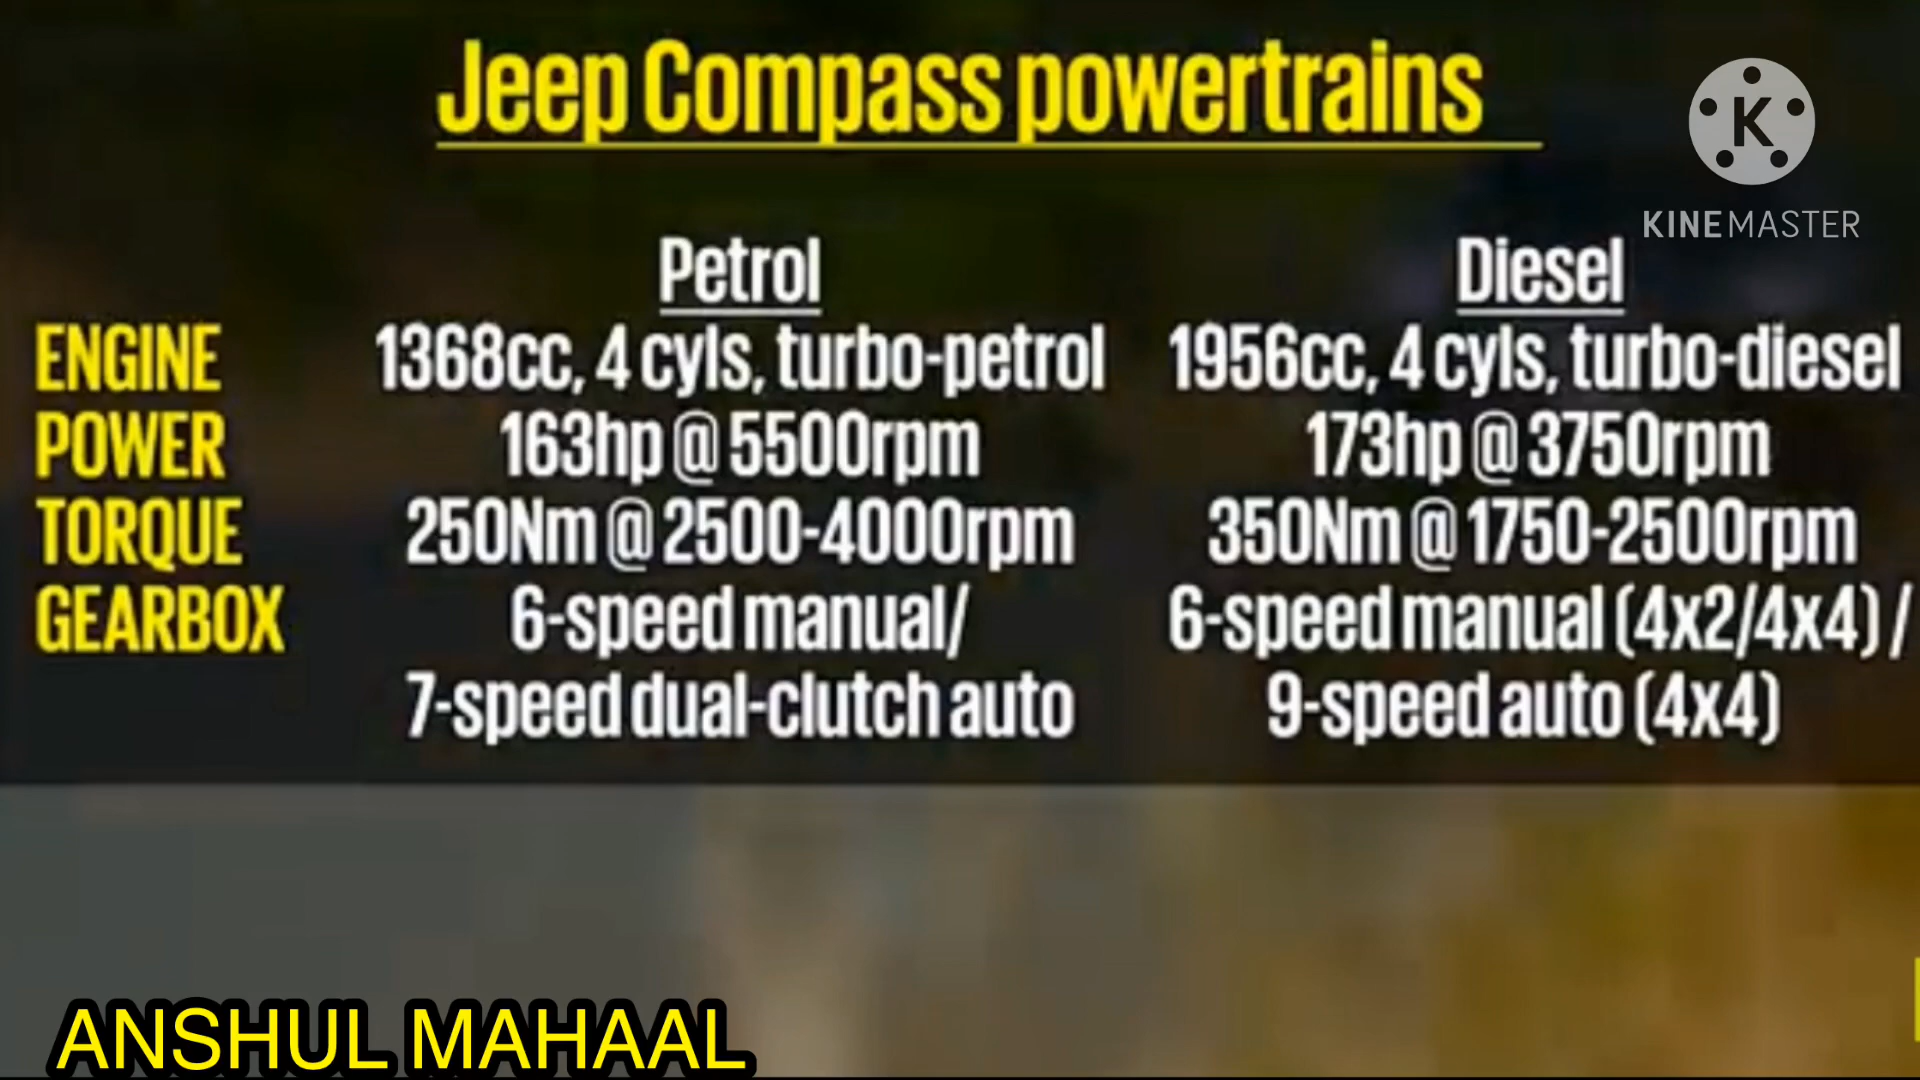 Jeep Compass powertrains
KINEMASTER
Petrol Diesel
ENGINE 1368cc, 4 cyls, turbo-petrol 1956cc, 4 cyls, turbo-diesel
POWER 163hp @ 5500rpm 173hp @ 3750rpm
TORQUE 250Nm @ 2500-4000rpm 350Nm @ 1750-2500rpm
GEARBOX 6-speed manual/ 6-speed manual (4x2/4x4) /
7-speed dual-clutch auto 9-speed auto (4x4)
ANSHUL MAHAAL